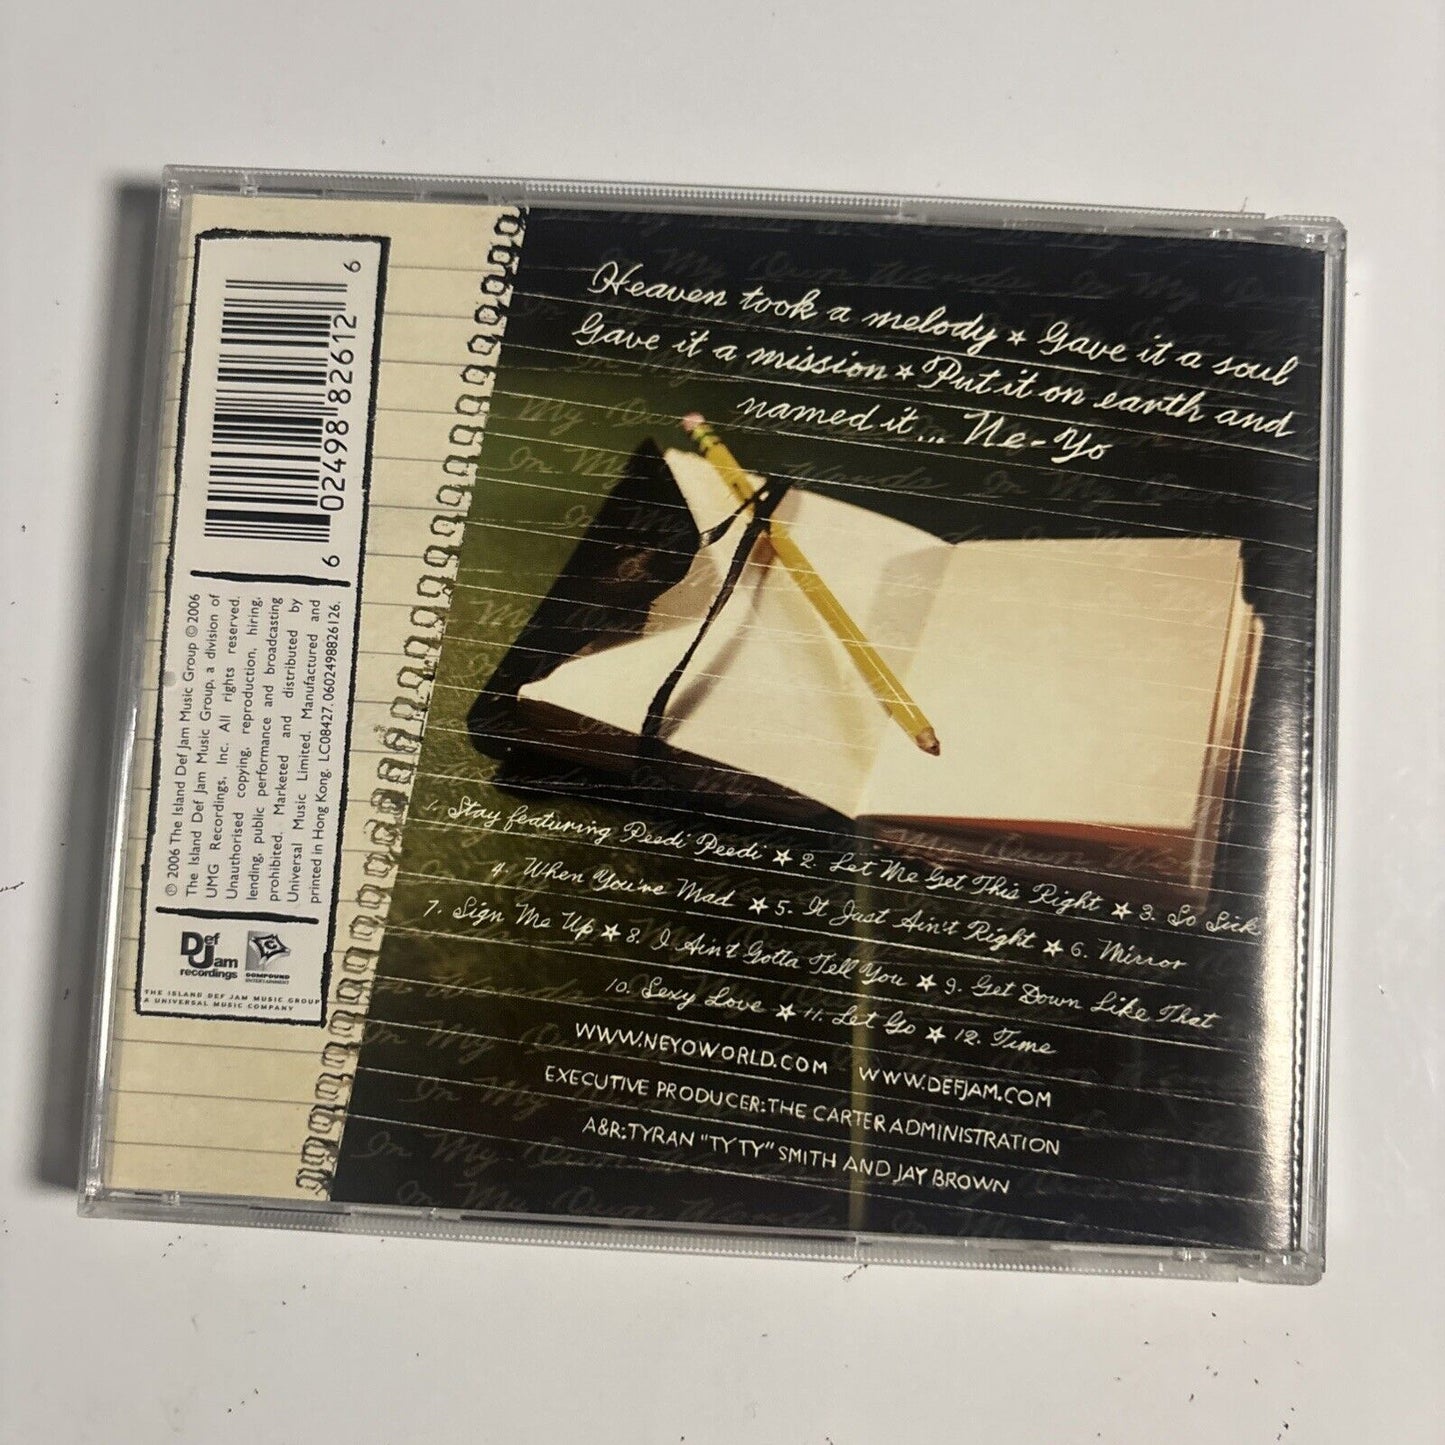 Heaven took a melody ★ Gave it a soul
Gave it a mission ★ Put it on earth and
named it... Ne-Yo
1. Stay featuring Peedi Peedi ★ 2. Let Me Get This Right ★ 3. So Sick
4. When You're Mad ★ 5. It Just Ain't Right ★ 6. Mirror
7. Sign Me Up ★ 8. I Ain't Gotta Tell You ★ 9. Get Down Like That
10. Sexy Love ★ 11. Let Go ★ 12. Time
WWW.NEYOWORLD.COM WWW.DEFJAM.COM
EXECUTIVE PRODUCER: THE CARTER ADMINISTRATION
A&R: TYRAN "TY TY" SMITH AND JAY BROWN
6 02498 82612 6
℗ 2006 The Island Def Jam Music Group © 2006
The Island Def Jam Music Group, a division of
UMG Recordings, Inc. All rights reserved.
Unauthorised copying, reproduction, hiring,
lending, public performance and broadcasting
prohibited. Marketed and distributed by
Universal Music Limited. Manufactured and
printed in Hong Kong. LC08427. 0602498826126.
Def
Jam
recordings
COMPOUND
ENTERTAINMENT
THE ISLAND DEF JAM MUSIC GROUP
A UNIVERSAL MUSIC COMPANY